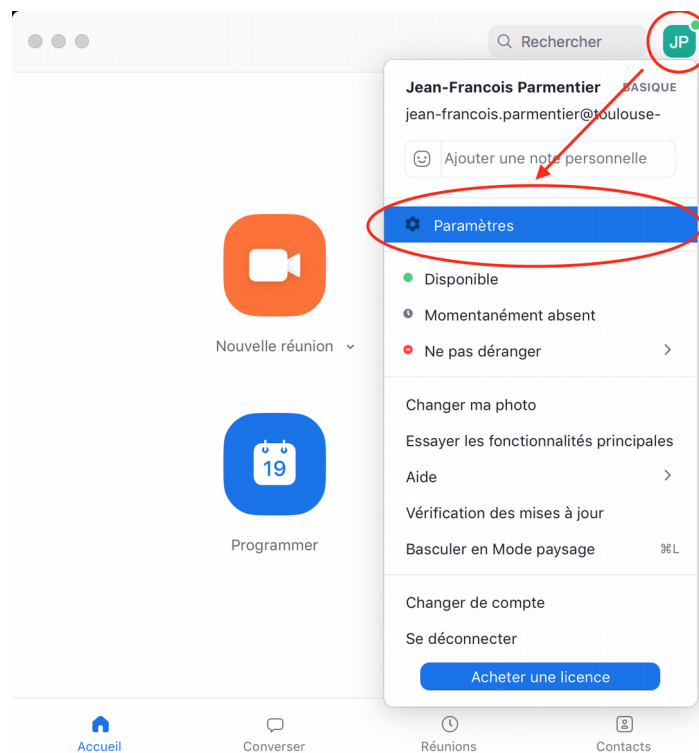 Rechercher
JP
Jean-Francois Parmentier BASIQUE
jean-francois.parmentier@toulouse-
Ajouter une note personnelle
Paramètres
Disponible
Momentanément absent
Nouvelle réunion
Ne pas déranger
Changer ma photo
Essayer les fonctionnalités principales
19
Aide
Vérification des mises à jour
Programmer
Basculer en Mode paysage ⌘L
Changer de compte
Se déconnecter
Acheter une licence
Accueil
Converser
Réunions
Contacts